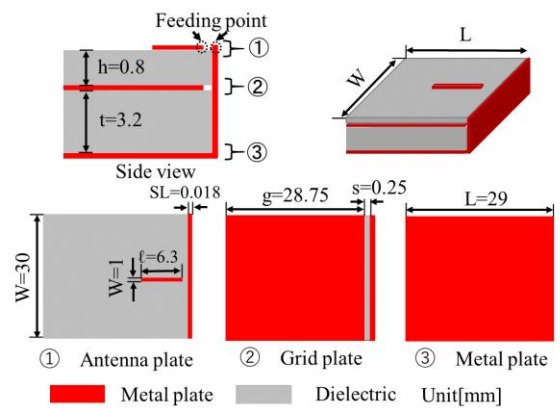 Feeding point
①
h=0.8
②
t=3.2
③
Side view
L
W
SL=0.018
g=28.75
s=0.25
L=29
W=30
W=1
ℓ=6.3
① Antenna plate
② Grid plate
③ Metal plate
Metal plate
Dielectric
Unit[mm]